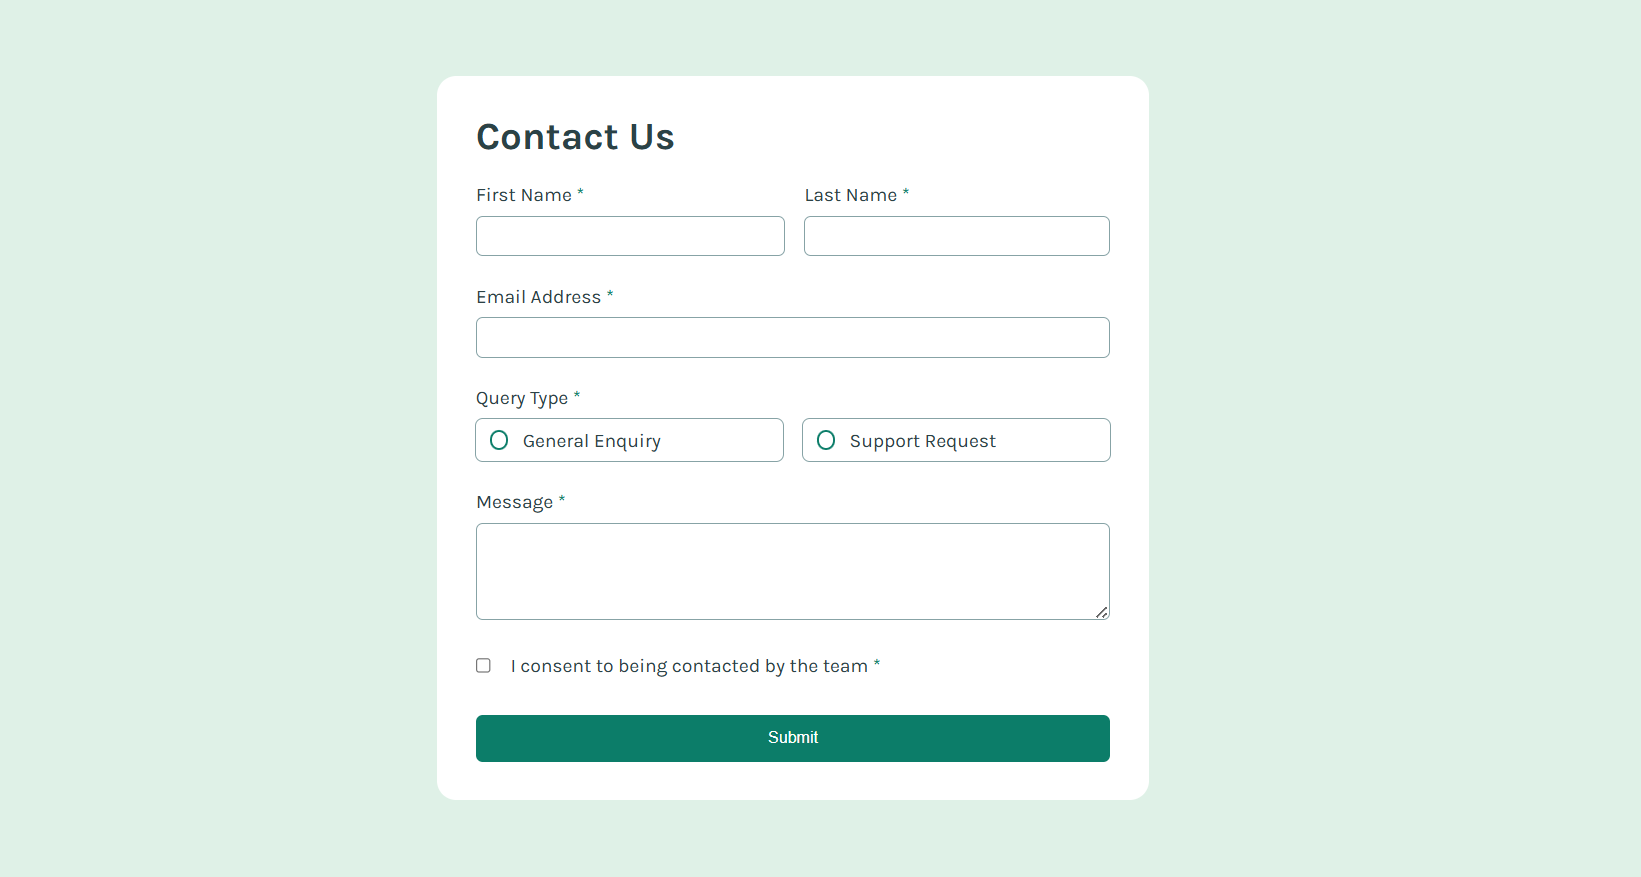 Contact Us
First Name * Last Name *
Email Address *
Query Type *
General Enquiry Support Request
Message *
I consent to being contacted by the team *
Submit